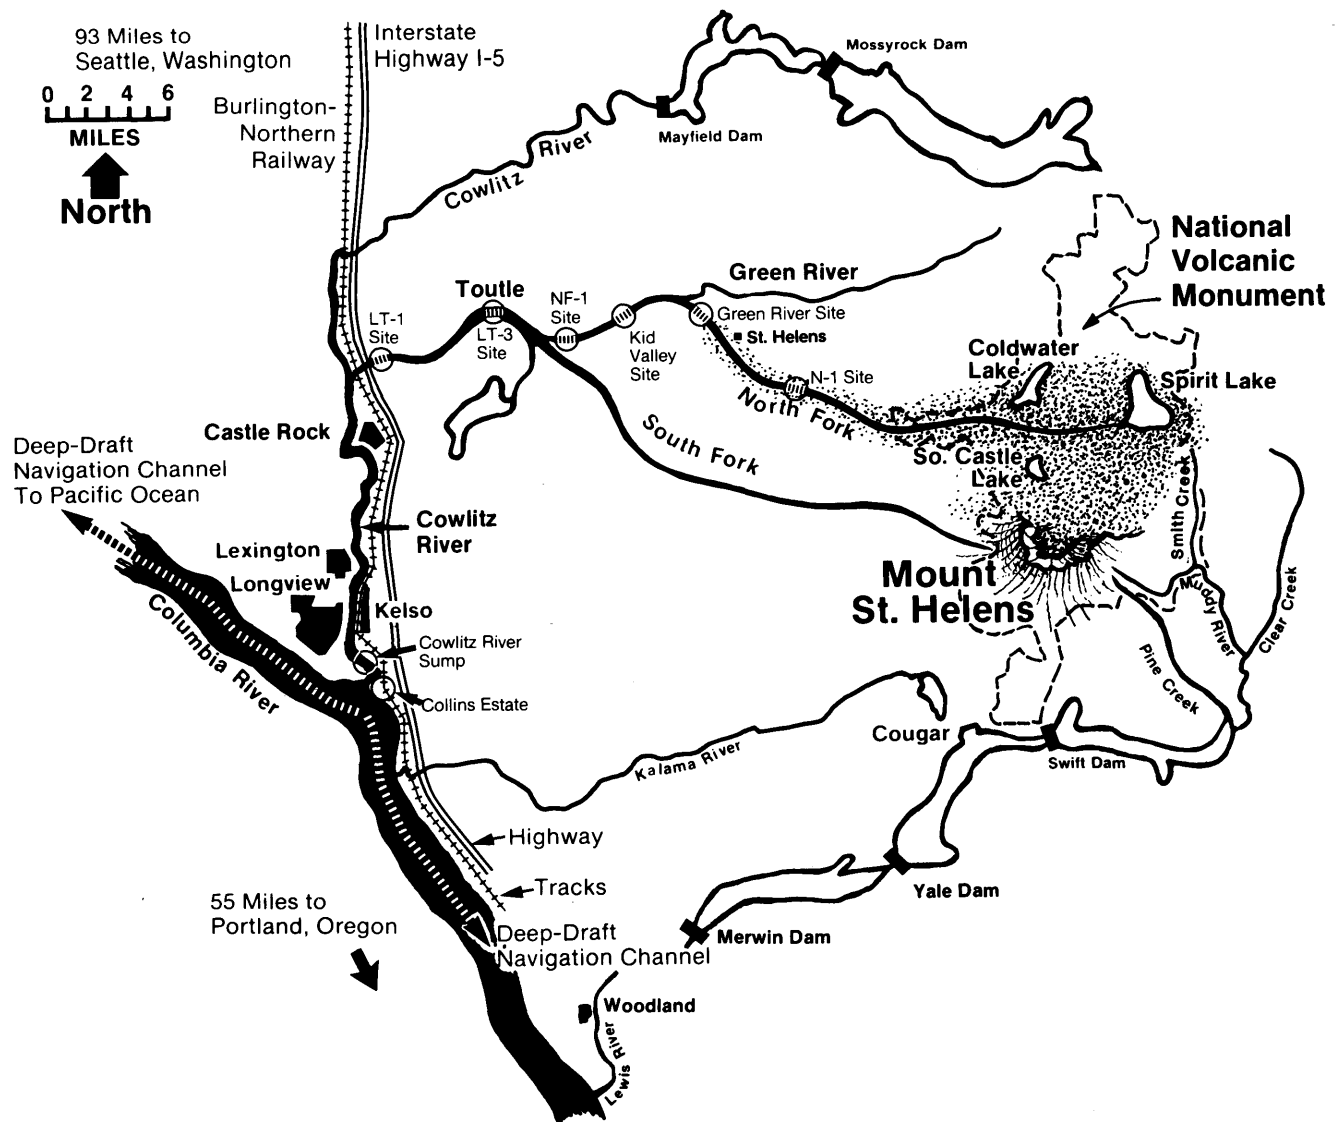 93 Miles to
Seattle, Washington
0 2 4 6
MILES
North
Interstate
Highway I-5
Burlington-
Northern
Railway
Cowlitz River
Mossyrock Dam
Mayfield Dam
National
Volcanic
Monument
Green River
Toutle
NF-1
Site
LT-1
Site
LT-3
Site
Kid
Valley
Site
Green River Site
St. Helens
N-1 Site
North Fork
South Fork
Coldwater
Lake
Spirit Lake
So. Castle
Lake
Castle Rock
Deep-Draft
Navigation Channel
To Pacific Ocean
Cowlitz
River
Lexington
Longview
Kelso
Columbia River
Cowlitz River
Sump
Collins Estate
Mount
St. Helens
Smith Creek
Muddy River
Clear Creek
Pine Creek
Cougar
Swift Dam
Kalama River
Highway
Tracks
Yale Dam
Merwin Dam
55 Miles to
Portland, Oregon
Deep-Draft
Navigation Channel
Woodland
Lewis River